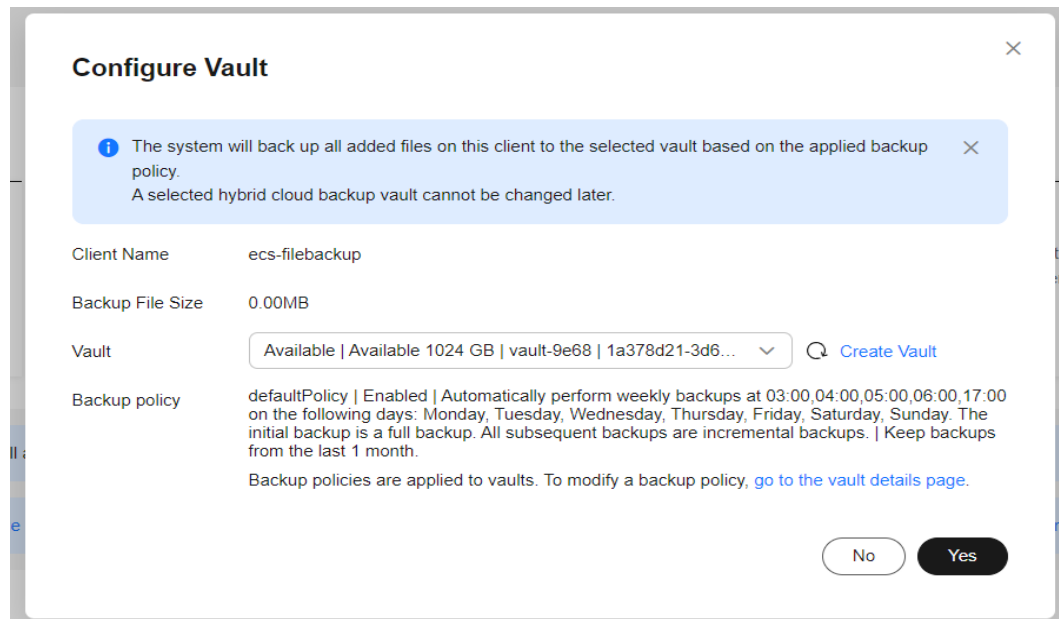 Configure Vault
The system will back up all added files on this client to the selected vault based on the applied backup
policy.
A selected hybrid cloud backup vault cannot be changed later.
Client Name ecs-filebackup
Backup File Size 0.00MB
Vault Available | Available 1024 GB | vault-9e68 | 1a378d21-3d6... Create Vault
Backup policy defaultPolicy | Enabled | Automatically perform weekly backups at 03:00,04:00,05:00,06:00,17:00
on the following days: Monday, Tuesday, Wednesday, Thursday, Friday, Saturday, Sunday. The
initial backup is a full backup. All subsequent backups are incremental backups. | Keep backups
from the last 1 month.
Backup policies are applied to vaults. To modify a backup policy, go to the vault details page.
No Yes